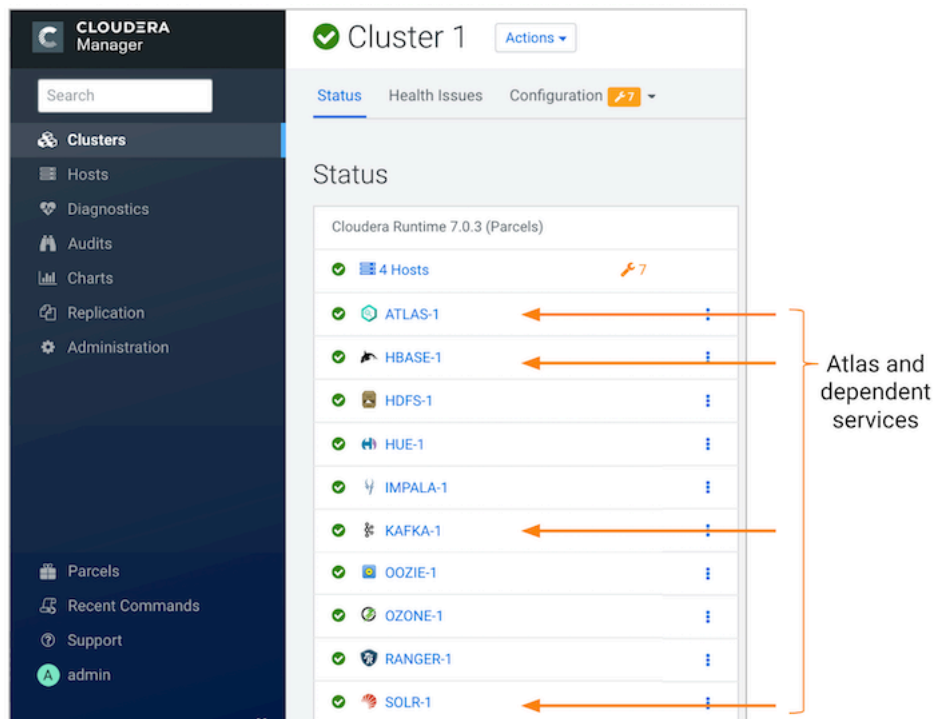 CLOUDERA
Manager
Search
Clusters
Hosts
Diagnostics
Audits
Charts
Replication
Administration
Parcels
Recent Commands
Support
A admin
Cluster 1
Actions
Status
Health Issues
Configuration
7
Status
Cloudera Runtime 7.0.3 (Parcels)
4 Hosts
7
ATLAS-1
HBASE-1
HDFS-1
HUE-1
IMPALA-1
KAFKA-1
OOZIE-1
OZONE-1
RANGER-1
SOLR-1
Atlas and
dependent
services